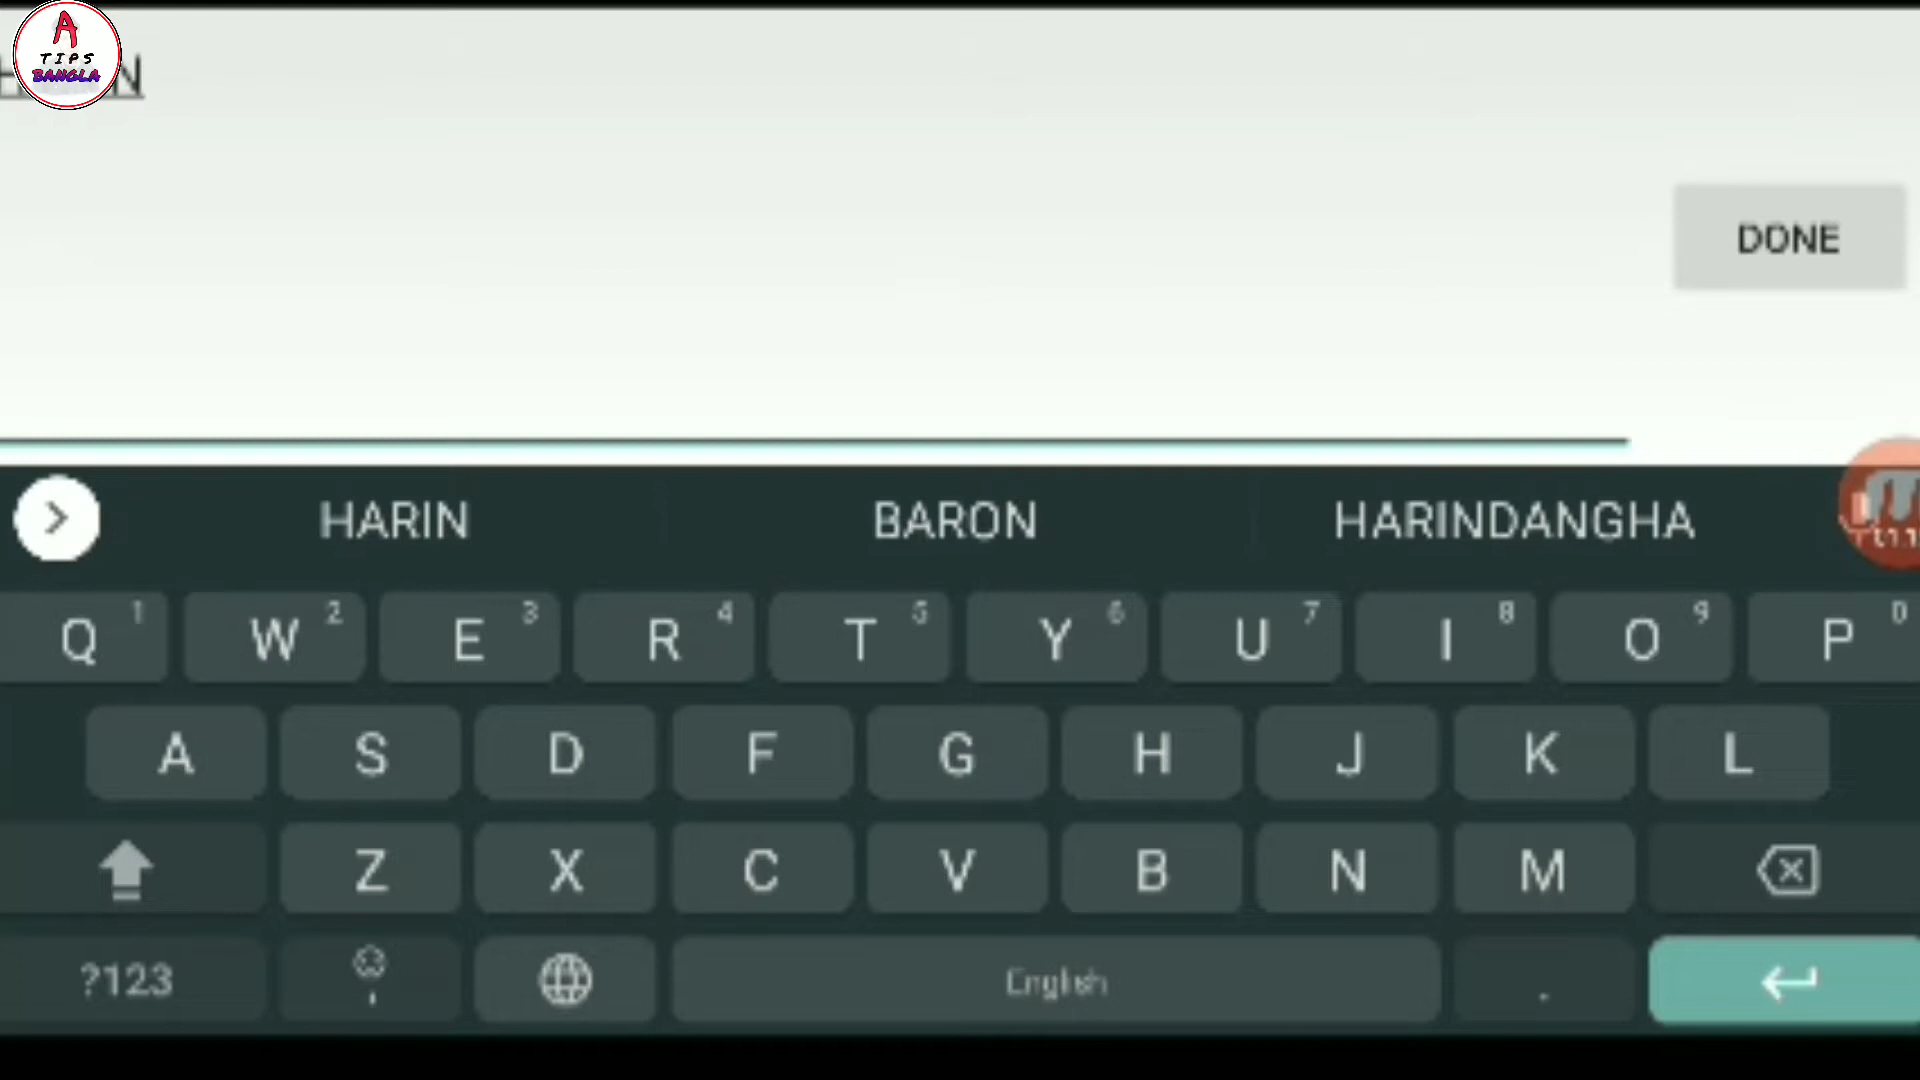 A
TIPS
BANGLA
DONE
HARIN BARON HARINDANGHA
Q 1 W 2 E 3 R 4 T 5 Y 6 U 7 I 8 O 9 P 0
A S D F G H J K L
Z X C V B N M
?123 , English .